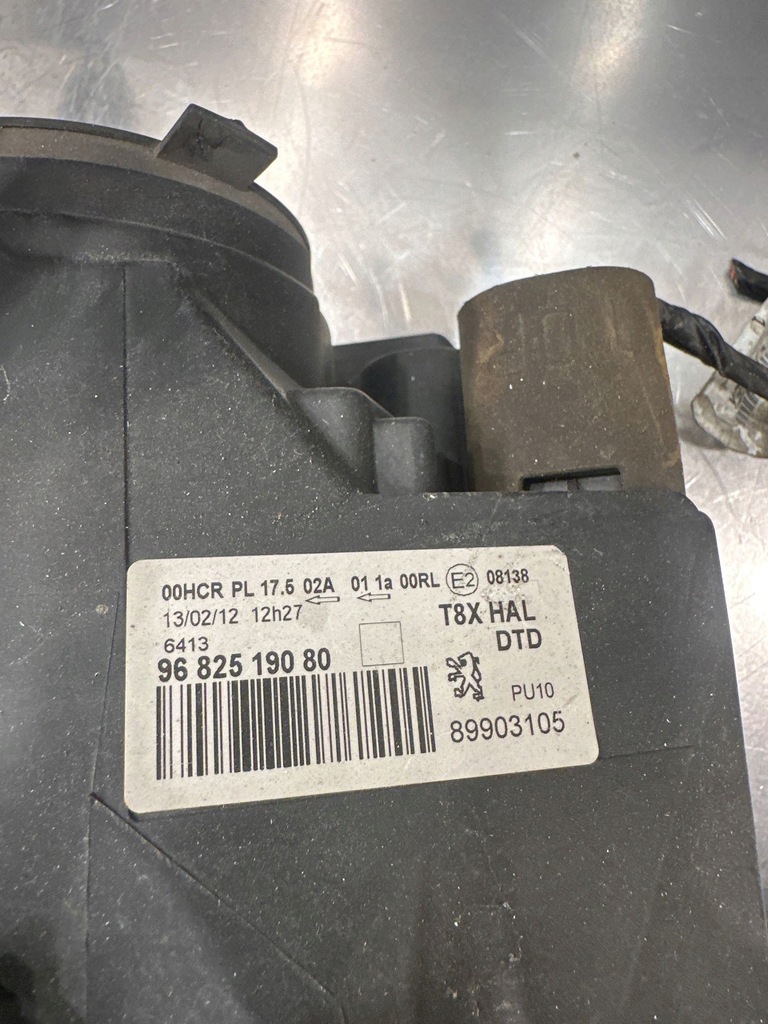 00HCR PL 17.5 02A 01 1a 00RL E2 08138
13/02/12 12h27
T8X HAL
6413
DTD
96 825 190 80
PU10
89903105